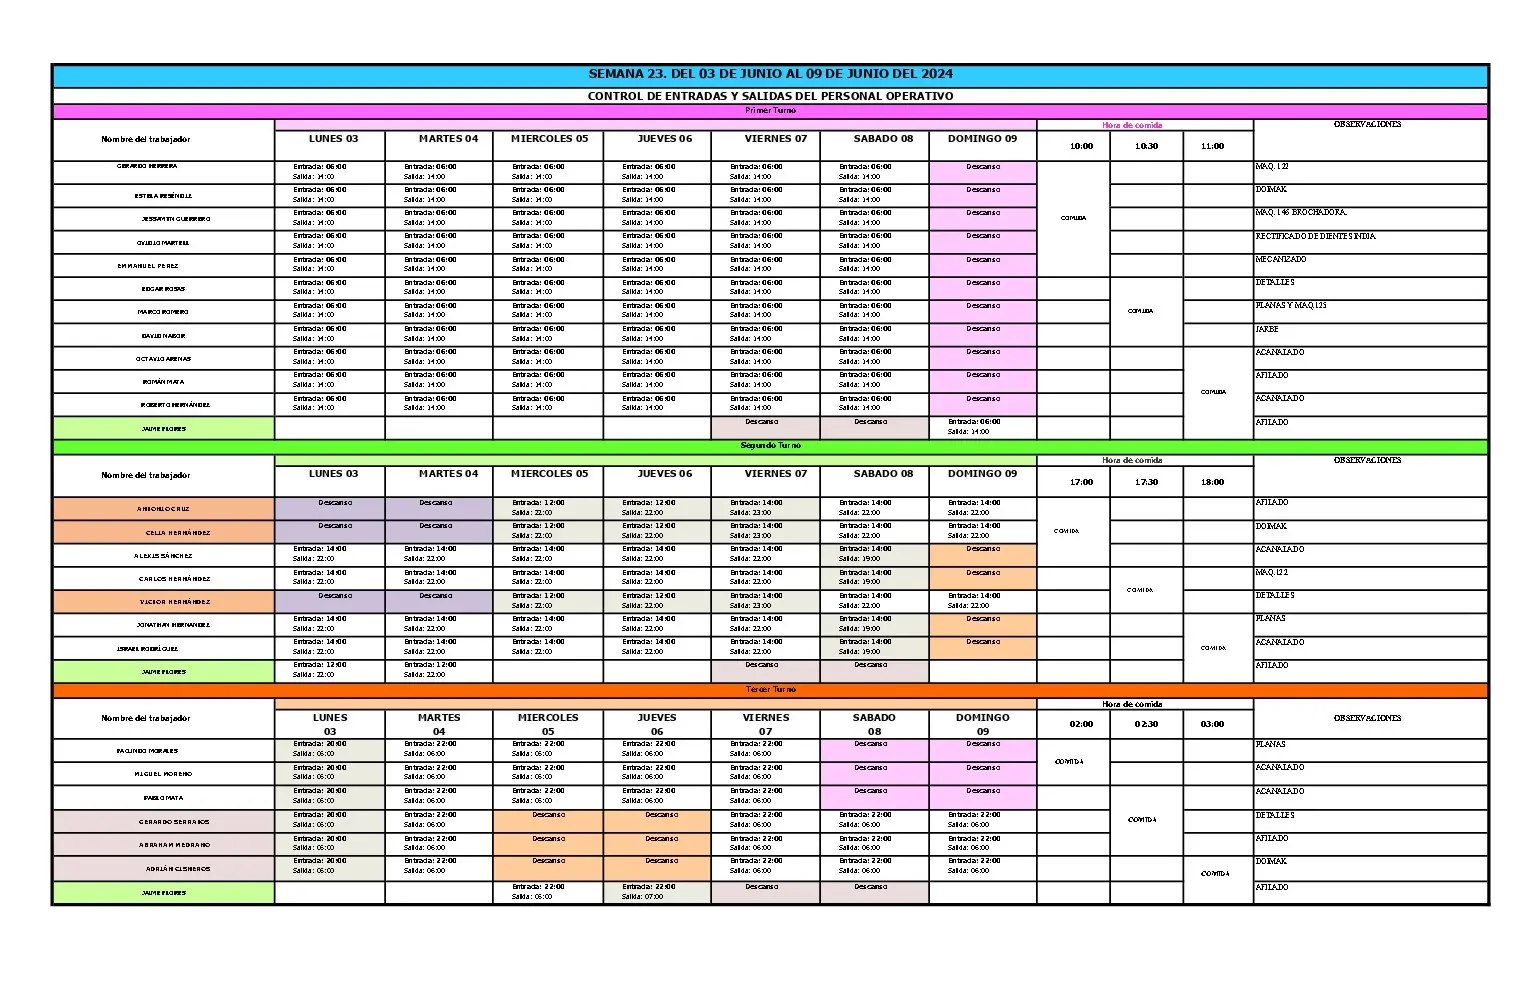 SEMANA 23. DEL 03 DE JUNIO AL 09 DE JUNIO DEL 2024
CONTROL DE ENTRADAS Y SALIDAS DEL PERSONAL OPERATIVO
Primer Turno
Nombre del trabajador LUNES 03 MARTES 04 MIERCOLES 05 JUEVES 06 VIERNES 07 SABADO 08 DOMINGO 09 Hora de comida OBSERVACIONES
10:00 10:30 11:00
GERARDO HERRERA Entrada: 06:00 Entrada: 06:00 Entrada: 06:00 Entrada: 06:00 Entrada: 06:00 Entrada: 06:00 Descanso MAQ. 122
Salida: 14:00 Salida: 14:00 Salida: 14:00 Salida: 14:00 Salida: 14:00 Salida: 14:00
ESTELA RESÉNDIZ Entrada: 06:00 Entrada: 06:00 Entrada: 06:00 Entrada: 06:00 Entrada: 06:00 Entrada: 06:00 Descanso DOIMAK
Salida: 14:00 Salida: 14:00 Salida: 14:00 Salida: 14:00 Salida: 14:00 Salida: 14:00
JESSAMIN GUERRERO Entrada: 06:00 Entrada: 06:00 Entrada: 06:00 Entrada: 06:00 Entrada: 06:00 Entrada: 06:00 Descanso COMIDA MAQ. 146 BROCHADORA.
Salida: 14:00 Salida: 14:00 Salida: 14:00 Salida: 14:00 Salida: 14:00 Salida: 14:00
OVIDIO MARTELL Entrada: 06:00 Entrada: 06:00 Entrada: 06:00 Entrada: 06:00 Entrada: 06:00 Entrada: 06:00 Descanso RECTIFICADO DE DIENTES INDIA
Salida: 14:00 Salida: 14:00 Salida: 14:00 Salida: 14:00 Salida: 14:00 Salida: 14:00
EMMANUEL PEREZ Entrada: 06:00 Entrada: 06:00 Entrada: 06:00 Entrada: 06:00 Entrada: 06:00 Entrada: 06:00 Descanso MECANIZADO
Salida: 14:00 Salida: 14:00 Salida: 14:00 Salida: 14:00 Salida: 14:00 Salida: 14:00
EDGAR ROSAS Entrada: 06:00 Entrada: 06:00 Entrada: 06:00 Entrada: 06:00 Entrada: 06:00 Entrada: 06:00 Descanso DETALLES
Salida: 14:00 Salida: 14:00 Salida: 14:00 Salida: 14:00 Salida: 14:00 Salida: 14:00
MARCO ROMERO Entrada: 06:00 Entrada: 06:00 Entrada: 06:00 Entrada: 06:00 Entrada: 06:00 Entrada: 06:00 Descanso COMIDA PLANAS Y MAQ.125
Salida: 14:00 Salida: 14:00 Salida: 14:00 Salida: 14:00 Salida: 14:00 Salida: 14:00
DAVID NABOR Entrada: 06:00 Entrada: 06:00 Entrada: 06:00 Entrada: 06:00 Entrada: 06:00 Entrada: 06:00 Descanso JARBE
Salida: 14:00 Salida: 14:00 Salida: 14:00 Salida: 14:00 Salida: 14:00 Salida: 14:00
OCTAVIO ARENAS Entrada: 06:00 Entrada: 06:00 Entrada: 06:00 Entrada: 06:00 Entrada: 06:00 Entrada: 06:00 Descanso ACANALADO
Salida: 14:00 Salida: 14:00 Salida: 14:00 Salida: 14:00 Salida: 14:00 Salida: 14:00
ROMÁN MATA Entrada: 06:00 Entrada: 06:00 Entrada: 06:00 Entrada: 06:00 Entrada: 06:00 Entrada: 06:00 Descanso AFILADO
Salida: 14:00 Salida: 14:00 Salida: 14:00 Salida: 14:00 Salida: 14:00 Salida: 14:00 COMIDA
ROBERTO HERNÁNDEZ Entrada: 06:00 Entrada: 06:00 Entrada: 06:00 Entrada: 06:00 Entrada: 06:00 Entrada: 06:00 Descanso ACANALADO
Salida: 14:00 Salida: 14:00 Salida: 14:00 Salida: 14:00 Salida: 14:00 Salida: 14:00
JAIME FLORES Descanso Descanso Entrada: 06:00 AFILADO
Salida: 14:00
Segundo Turno
Nombre del trabajador LUNES 03 MARTES 04 MIERCOLES 05 JUEVES 06 VIERNES 07 SABADO 08 DOMINGO 09 Hora de comida OBSERVACIONES
17:00 17:30 18:00
ANTONIO CRUZ Descanso Descanso Entrada: 12:00 Entrada: 12:00 Entrada: 14:00 Entrada: 14:00 Entrada: 14:00 AFILADO
Salida: 22:00 Salida: 22:00 Salida: 23:00 Salida: 22:00 Salida: 22:00
CELIA HERNÁNDEZ Descanso Descanso Entrada: 12:00 Entrada: 12:00 Entrada: 14:00 Entrada: 14:00 Entrada: 14:00 COMIDA DOIMAK
Salida: 22:00 Salida: 22:00 Salida: 23:00 Salida: 22:00 Salida: 22:00
ALEXIS SÁNCHEZ Entrada: 14:00 Entrada: 14:00 Entrada: 14:00 Entrada: 14:00 Entrada: 14:00 Entrada: 14:00 Descanso ACANALADO
Salida: 22:00 Salida: 22:00 Salida: 22:00 Salida: 22:00 Salida: 22:00 Salida: 19:00
CARLOS HERNÁNDEZ Entrada: 14:00 Entrada: 14:00 Entrada: 14:00 Entrada: 14:00 Entrada: 14:00 Entrada: 14:00 Descanso MAQ.122
Salida: 22:00 Salida: 22:00 Salida: 22:00 Salida: 22:00 Salida: 22:00 Salida: 19:00 COMIDA
VICTOR HERNÁNDEZ Descanso Descanso Entrada: 12:00 Entrada: 12:00 Entrada: 14:00 Entrada: 14:00 Entrada: 14:00 DETALLES
Salida: 22:00 Salida: 22:00 Salida: 23:00 Salida: 22:00 Salida: 22:00
JONATHAN HERNANDEZ Entrada: 14:00 Entrada: 14:00 Entrada: 14:00 Entrada: 14:00 Entrada: 14:00 Entrada: 14:00 Descanso PLANAS
Salida: 22:00 Salida: 22:00 Salida: 22:00 Salida: 22:00 Salida: 22:00 Salida: 19:00
ISRAEL RODRÍGUEZ Entrada: 14:00 Entrada: 14:00 Entrada: 14:00 Entrada: 14:00 Entrada: 14:00 Entrada: 14:00 Descanso COMIDA ACANALADO
Salida: 22:00 Salida: 22:00 Salida: 22:00 Salida: 22:00 Salida: 22:00 Salida: 19:00
JAIME FLORES Entrada: 12:00 Entrada: 12:00 Descanso Descanso AFILADO
Salida: 22:00 Salida: 22:00
Tercer Turno
Nombre del trabajador LUNES MARTES MIERCOLES JUEVES VIERNES SABADO DOMINGO Hora de comida OBSERVACIONES
03 04 05 06 07 08 09 02:00 02:30 03:00
FACUNDO MORALES Entrada: 20:00 Entrada: 22:00 Entrada: 22:00 Entrada: 22:00 Entrada: 22:00 Descanso Descanso PLANAS
Salida: 06:00 Salida: 06:00 Salida: 06:00 Salida: 06:00 Salida: 06:00 COMIDA
MIGUEL MORENO Entrada: 20:00 Entrada: 22:00 Entrada: 22:00 Entrada: 22:00 Entrada: 22:00 Descanso Descanso ACANALADO
Salida: 06:00 Salida: 06:00 Salida: 06:00 Salida: 06:00 Salida: 06:00
PABLO MATA Entrada: 20:00 Entrada: 22:00 Entrada: 22:00 Entrada: 22:00 Entrada: 22:00 Descanso Descanso ACANALADO
Salida: 06:00 Salida: 06:00 Salida: 06:00 Salida: 06:00 Salida: 06:00
GERARDO SERRATOS Entrada: 20:00 Entrada: 22:00 Descanso Descanso Entrada: 22:00 Entrada: 22:00 Entrada: 22:00 COMIDA DETALLES
Salida: 06:00 Salida: 06:00 Salida: 06:00 Salida: 06:00 Salida: 06:00
ABRAHAM MEDRANO Entrada: 20:00 Entrada: 22:00 Descanso Descanso Entrada: 22:00 Entrada: 22:00 Entrada: 22:00 AFILADO
Salida: 06:00 Salida: 06:00 Salida: 06:00 Salida: 06:00 Salida: 06:00
ADRIÁN CISNEROS Entrada: 20:00 Entrada: 22:00 Descanso Descanso Entrada: 22:00 Entrada: 22:00 Entrada: 22:00 DOIMAK
Salida: 06:00 Salida: 06:00 Salida: 06:00 Salida: 06:00 Salida: 06:00 COMIDA
JAIME FLORES Entrada: 22:00 Entrada: 22:00 Descanso Descanso AFILADO
Salida: 06:00 Salida: 07:00